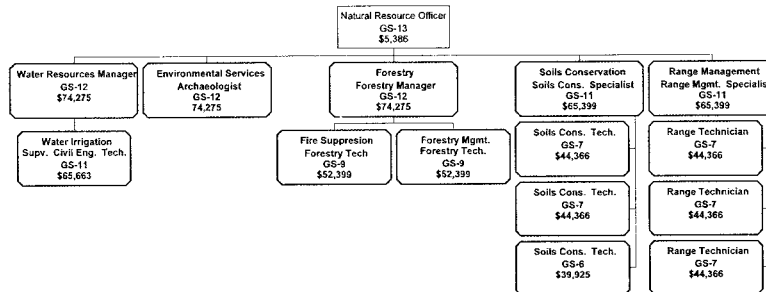 Natural Resource Officer
GS-13
$5,386
Water Resources Manager
GS-12
$74,275
Environmental Services
Archaeologist
GS-12
74,275
Forestry
Forestry Manager
GS-12
$74,275
Soils Conservation
Soils Cons. Specialist
GS-11
$65,399
Range Management
Range Mgmt. Specialis
GS-11
$65,399
Water Irrigation
Supv. Civil Eng. Tech.
GS-11
$65,663
Fire Suppresion
Forestry Tech
GS-9
$52,399
Forestry Mgmt.
Forestry Tech.
GS-9
$52,399
Soils Cons. Tech.
GS-7
$44,366
Range Technician
GS-7
$44,366
Soils Cons. Tech.
GS-7
$44,366
Range Technician
GS-7
$44,366
Soils Cons. Tech.
GS-6
$39,925
Range Technician
GS-7
$44,366